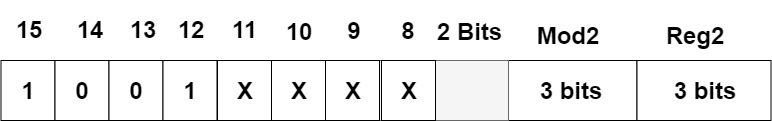 15 14 13 12 11 10 9 8 2 Bits Mod2 Reg2
1 0 0 1 X X X X 3 bits 3 bits